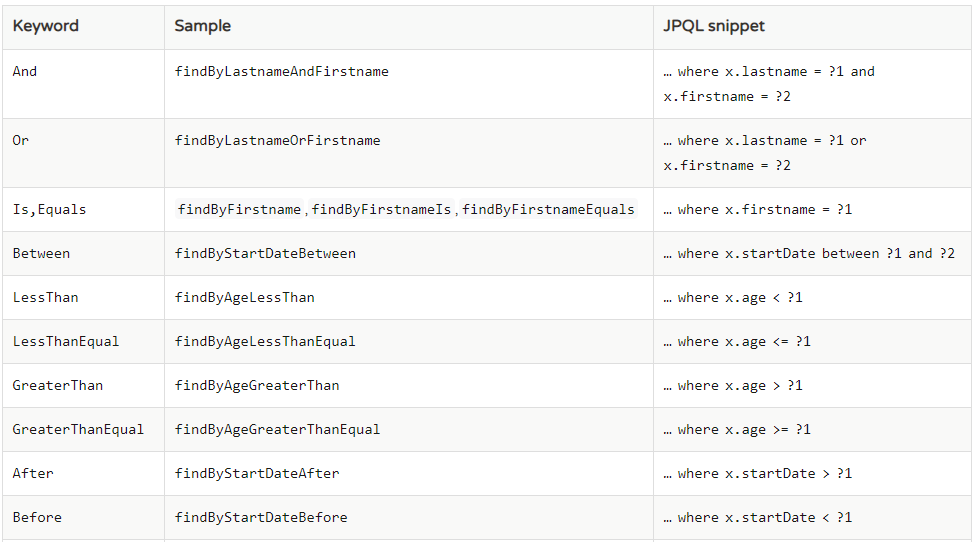 Keyword Sample JPQL snippet
And findByLastnameAndFirstname … where x.lastname = ?1 and
x.firstname = ?2
Or findByLastnameOrFirstname … where x.lastname = ?1 or
x.firstname = ?2
Is,Equals findByFirstname,findByFirstnameIs,findByFirstnameEquals … where x.firstname = ?1
Between findByStartDateBetween … where x.startDate between ?1 and ?2
LessThan findByAgeLessThan … where x.age < ?1
LessThanEqual findByAgeLessThanEqual … where x.age <= ?1
GreaterThan findByAgeGreaterThan … where x.age > ?1
GreaterThanEqual findByAgeGreaterThanEqual … where x.age >= ?1
After findByStartDateAfter … where x.startDate > ?1
Before findByStartDateBefore … where x.startDate < ?1